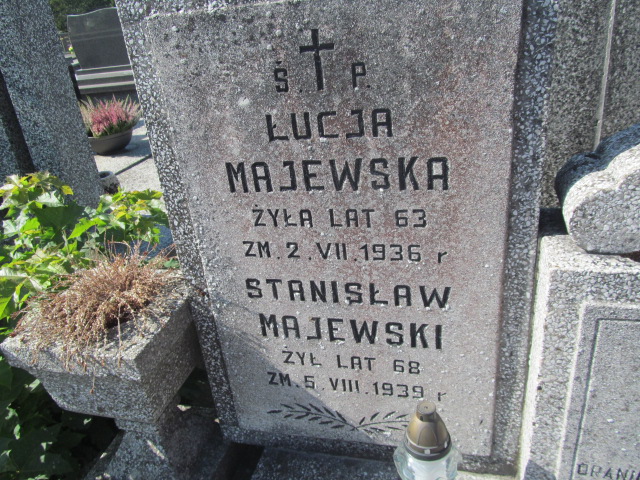 Ś. P.
ŁUCJA
MAJEWSKA
ŻYŁA LAT 63
ZM. 2. VII. 1936 r
STANISŁAW
MAJEWSKI
ŻYŁ LAT 68
ZM. 5. VIII. 1939 r